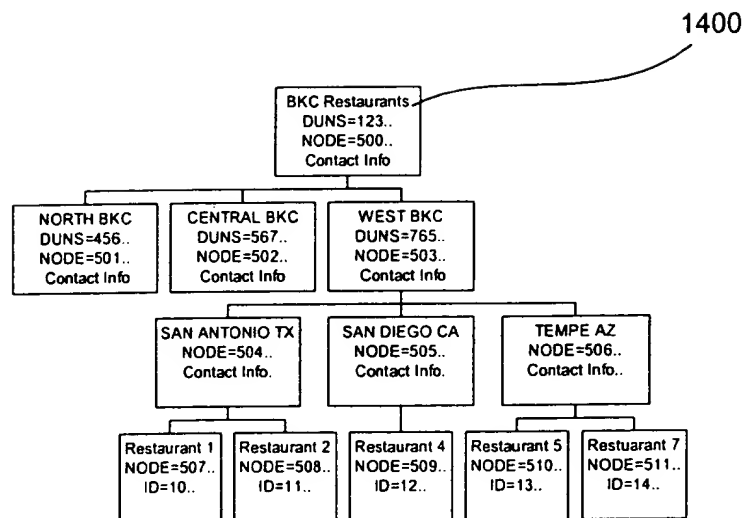 1400
BKC Restaurants
DUNS=123..
NODE=500..
Contact Info
NORTH BKC
DUNS=456..
NODE=501..
Contact Info
CENTRAL BKC
DUNS=567..
NODE=502..
Contact Info
WEST BKC
DUNS=765..
NODE=503..
Contact Info
SAN ANTONIO TX
NODE=504..
Contact Info.
SAN DIEGO CA
NODE=505..
Contact Info.
TEMPE AZ
NODE=506..
Contact Info..
Restaurant 1
NODE=507..
ID=10..
Restaurant 2
NODE=508..
ID=11..
Restaurant 4
NODE=509..
ID=12..
Restaurant 5
NODE=510..
ID=13..
Restuarant 7
NODE=511..
ID=14..